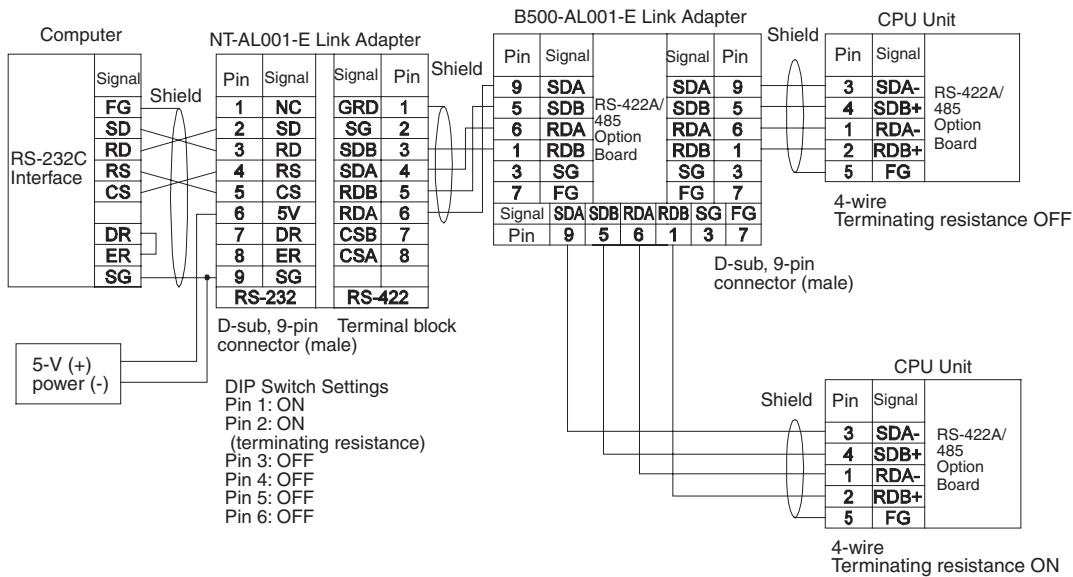 Computer
Signal
FG
SD
RD
RS
CS
DR
ER
SG
RS-232C
Interface
Shield
NT-AL001-E Link Adapter
Pin Signal Signal Pin
1 NC GRD 1
2 SD SG 2
3 RD SDB 3
4 RS SDA 4
5 CS RDB 5
6 5V RDA 6
7 DR CSB 7
8 ER CSA 8
9 SG
RS-232 RS-422
D-sub, 9-pin
connector (male)
Terminal block
5-V (+)
power (-)
DIP Switch Settings
Pin 1: ON
Pin 2: ON
(terminating resistance)
Pin 3: OFF
Pin 4: OFF
Pin 5: OFF
Pin 6: OFF
Shield
B500-AL001-E Link Adapter
Pin Signal Signal Pin
9 SDA SDA 9
5 SDB SDB 5
6 RDA RDA 6
1 RDB RDB 1
3 SG SG 3
7 FG FG 7
RS-422A/
485
Option
Board
Signal SDA SDB RDA RDB SG FG
Pin 9 5 6 1 3 7
D-sub, 9-pin
connector (male)
Shield
CPU Unit
Pin Signal
3 SDA-
4 SDB+
1 RDA-
2 RDB+
5 FG
RS-422A/
485
Option
Board
4-wire
Terminating resistance OFF
CPU Unit
Shield
Pin Signal
3 SDA-
4 SDB+
1 RDA-
2 RDB+
5 FG
RS-422A/
485
Option
Board
4-wire
Terminating resistance ON